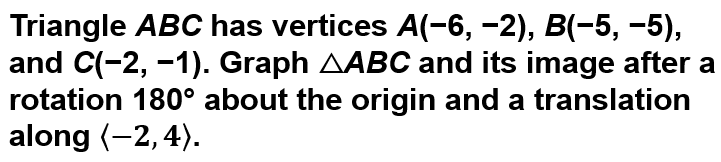 Triangle ABC has vertices A(−6, −2), B(−5, −5),
and C(−2, −1). Graph △ABC and its image after a
rotation 180° about the origin and a translation
along ⟨−2, 4⟩.